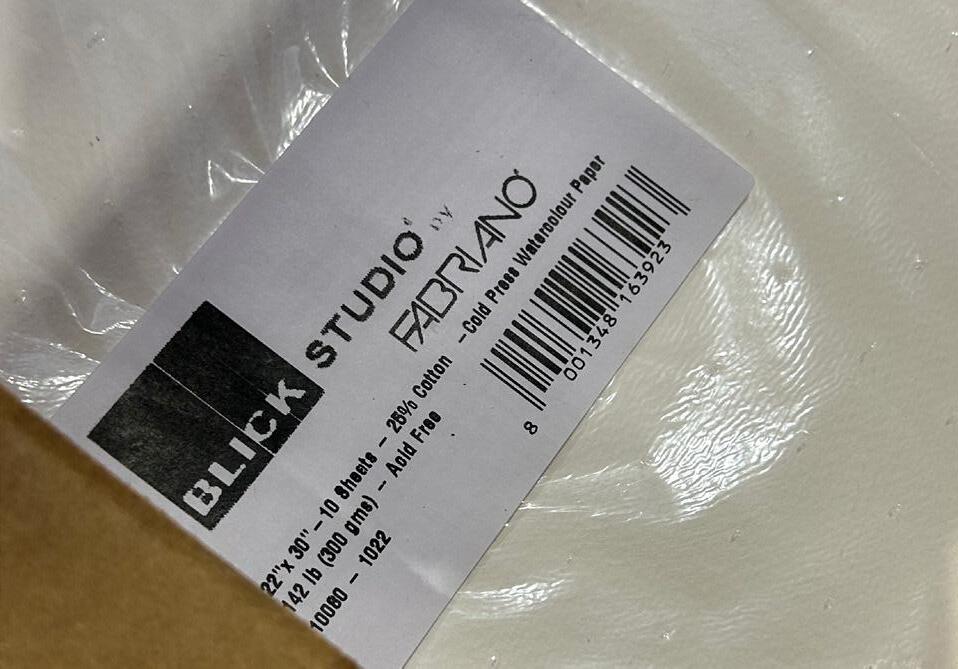 BLICK
STUDIO' BY
FABRIANO
22"x 30" – 10 Sheets – 25% Cotton – Cold Press Watercolour Paper
142 lb (300 gms) – Acid Free
10080 – 1022
8 001348 163923